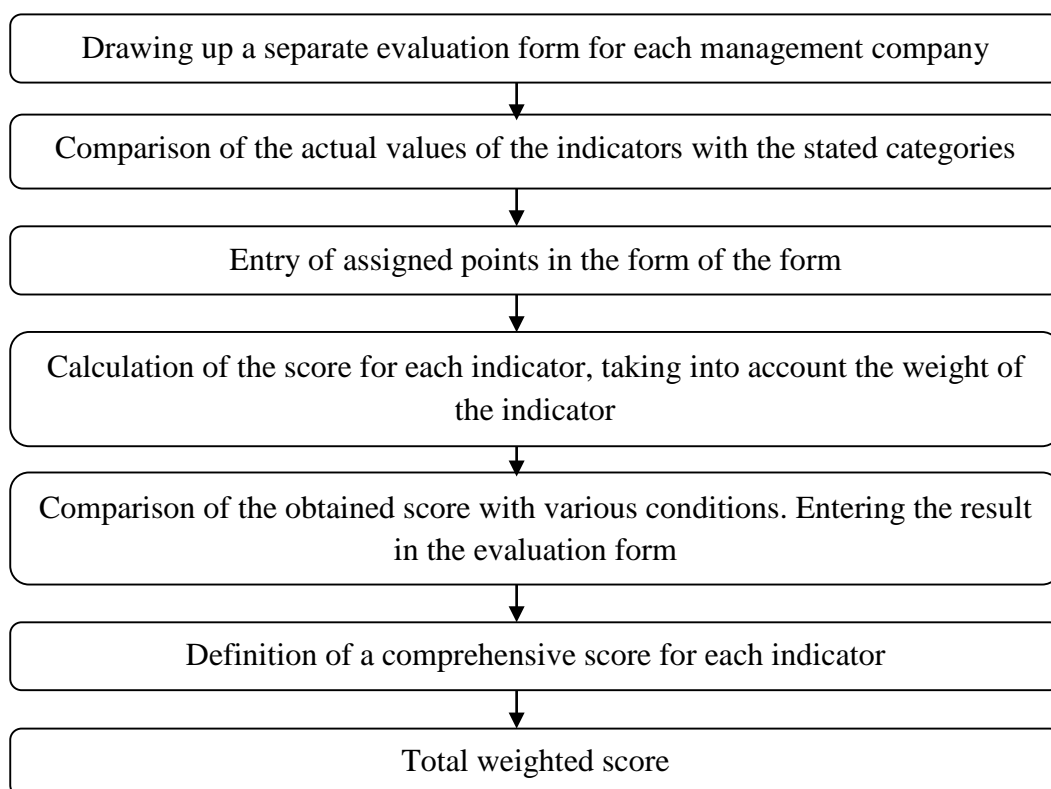 Drawing up a separate evaluation form for each management company
Comparison of the actual values of the indicators with the stated categories
Entry of assigned points in the form of the form
Calculation of the score for each indicator, taking into account the weight of
the indicator
Comparison of the obtained score with various conditions. Entering the result
in the evaluation form
Definition of a comprehensive score for each indicator
Total weighted score